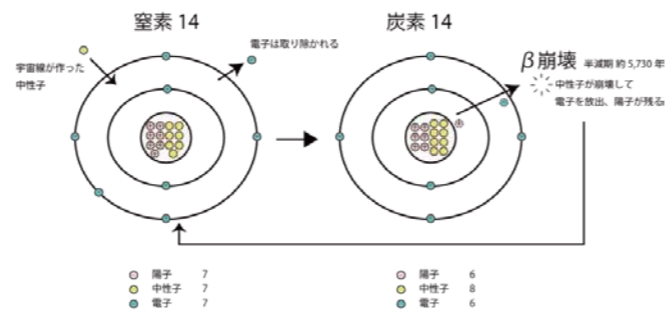 窒素 14
炭素 14
宇宙線が作った
中性子
電子は取り除かれる
β崩壊 半減期 約 5,730 年
中性子が崩壊して
電子を放出、陽子が残る。
陽子 7
中性子 7
電子 7
陽子 6
中性子 8
電子 6